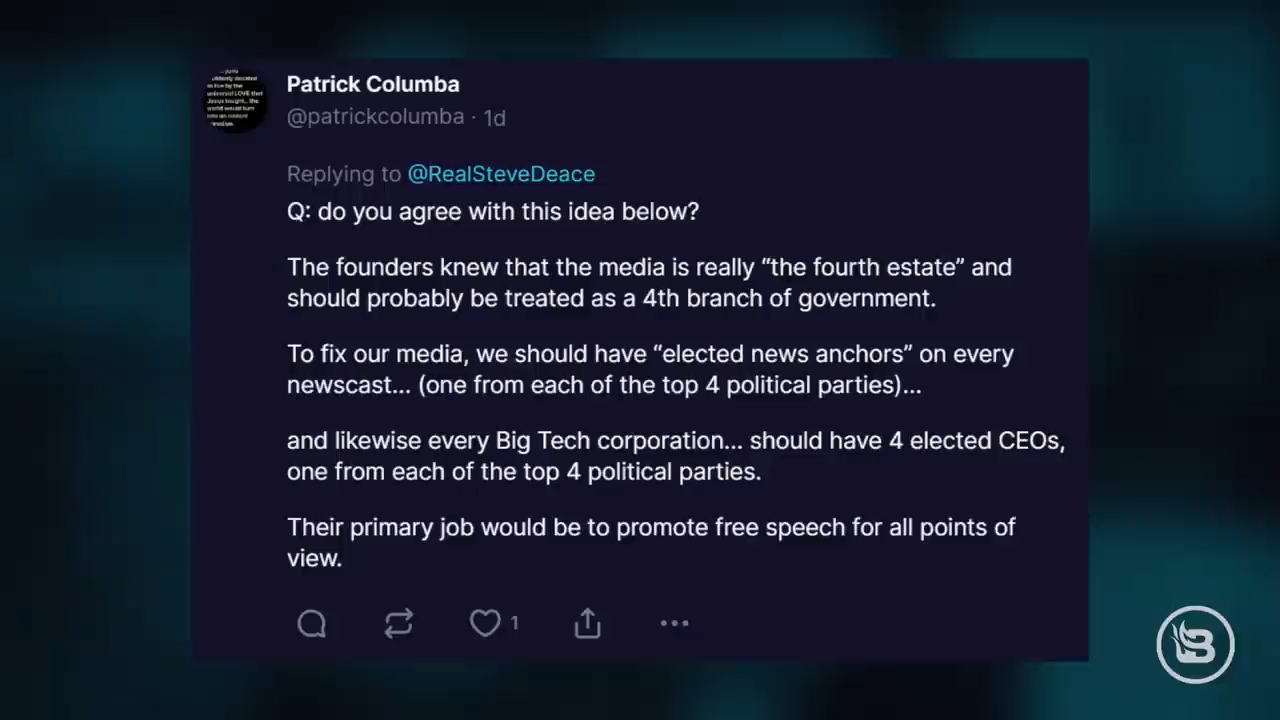 Patrick Columba
@patrickcolumba · 1d
Replying to @RealSteveDeace
Q: do you agree with this idea below?
The founders knew that the media is really “the fourth estate” and
should probably be treated as a 4th branch of government.
To fix our media, we should have “elected news anchors” on every
newscast... (one from each of the top 4 political parties)...
and likewise every Big Tech corporation... should have 4 elected CEOs,
one from each of the top 4 political parties.
Their primary job would be to promote free speech for all points of
view.
1
B